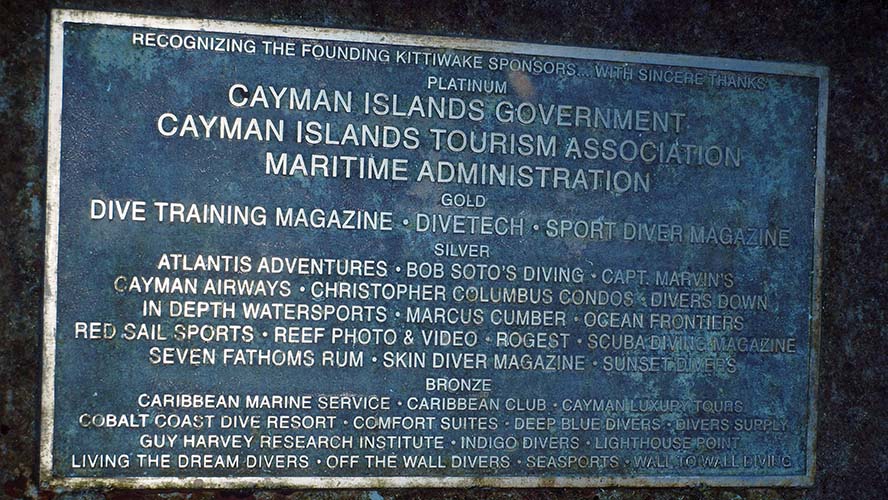 RECOGNIZING THE FOUNDING KITTIWAKE SPONSORS... WITH SINCERE THANKS
PLATINUM
CAYMAN ISLANDS GOVERNMENT
CAYMAN ISLANDS TOURISM ASSOCIATION
MARITIME ADMINISTRATION
GOLD
DIVE TRAINING MAGAZINE • DIVETECH • SPORT DIVER MAGAZINE
SILVER
ATLANTIS ADVENTURES • BOB SOTO'S DIVING • CAPT. MARVIN'S
CAYMAN AIRWAYS • CHRISTOPHER COLUMBUS CONDOS • DIVERS DOWN
IN DEPTH WATERSPORTS • MARCUS CUMBER • OCEAN FRONTIERS
RED SAIL SPORTS • REEF PHOTO & VIDEO • ROGEST • SCUBA DIVING MAGAZINE
SEVEN FATHOMS RUM • SKIN DIVER MAGAZINE • SUNSET DIVERS
BRONZE
CARIBBEAN MARINE SERVICE • CARIBBEAN CLUB • CAYMAN LUXURY TOURS
COBALT COAST DIVE RESORT • COMFORT SUITES • DEEP BLUE DIVERS • DIVERS SUPPLY
GUY HARVEY RESEARCH INSTITUTE • INDIGO DIVERS • LIGHTHOUSE POINT
LIVING THE DREAM DIVERS • OFF THE WALL DIVERS • SEASPORTS • WALL TO WALL DIVING